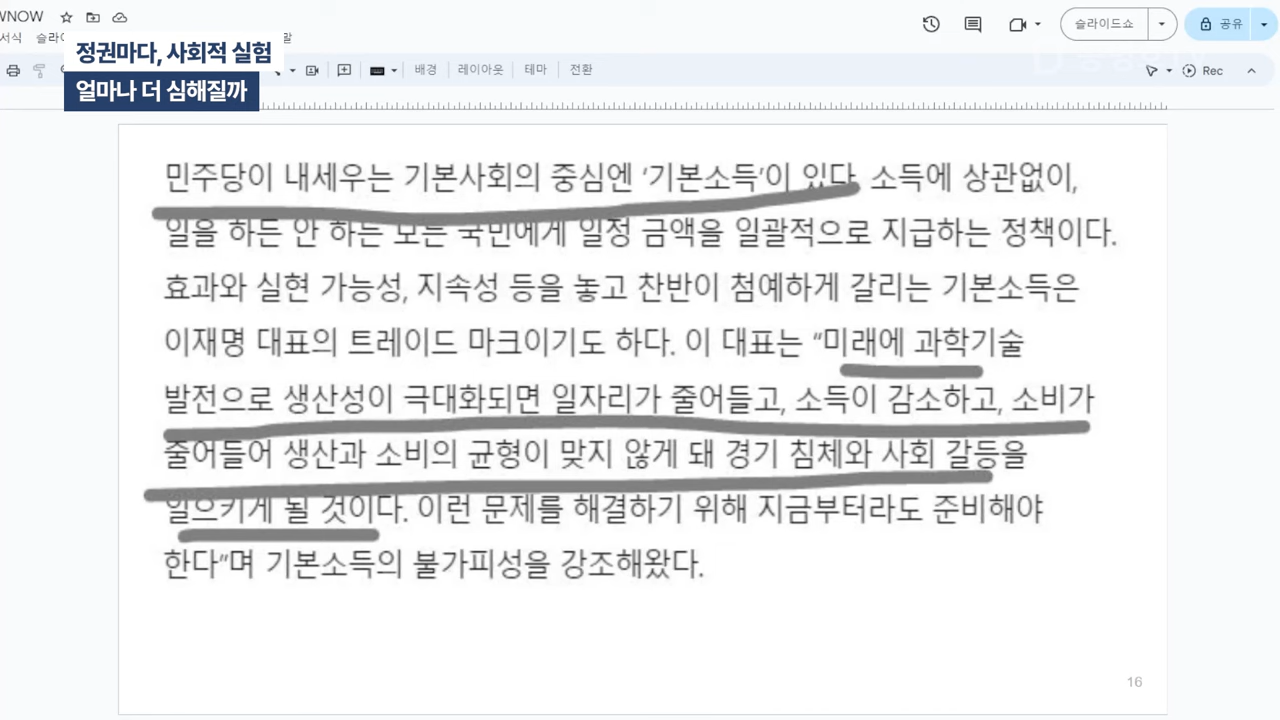 WNOW
서식
정권마다, 사회적 실험
얼마나 더 심해질까
배경 레이아웃 테마 전환
슬라이드쇼
공유
Rec
민주당이 내세우는 기본사회의 중심엔 ‘기본소득’이 있다 소득에 상관없이,
일을 하든 안 하든 모든 국민에게 일정 금액을 일괄적으로 지급하는 정책이다.
효과와 실현 가능성, 지속성 등을 놓고 찬반이 첨예하게 갈리는 기본소득은
이재명 대표의 트레이드 마크이기도 하다. 이 대표는 “미래에 과학기술
발전으로 생산성이 극대화되면 일자리가 줄어들고, 소득이 감소하고, 소비가
줄어들어 생산과 소비의 균형이 맞지 않게 돼 경기 침체와 사회 갈등을
일으키게 될 것이다. 이런 문제를 해결하기 위해 지금부터라도 준비해야
한다”며 기본소득의 불가피성을 강조해왔다.
16